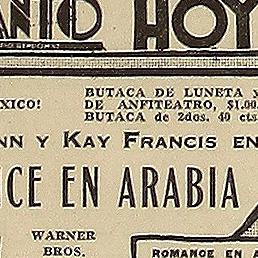 HOY
BUTACA DE LUNETA Y
XICO! DE ANFITEATRO, $1.00
BUTACA de 2dos. 40 cts
NN Y KAY FRANCIS EN
CE EN ARABIA
WARNER
BROS.
ROMANCE EN A